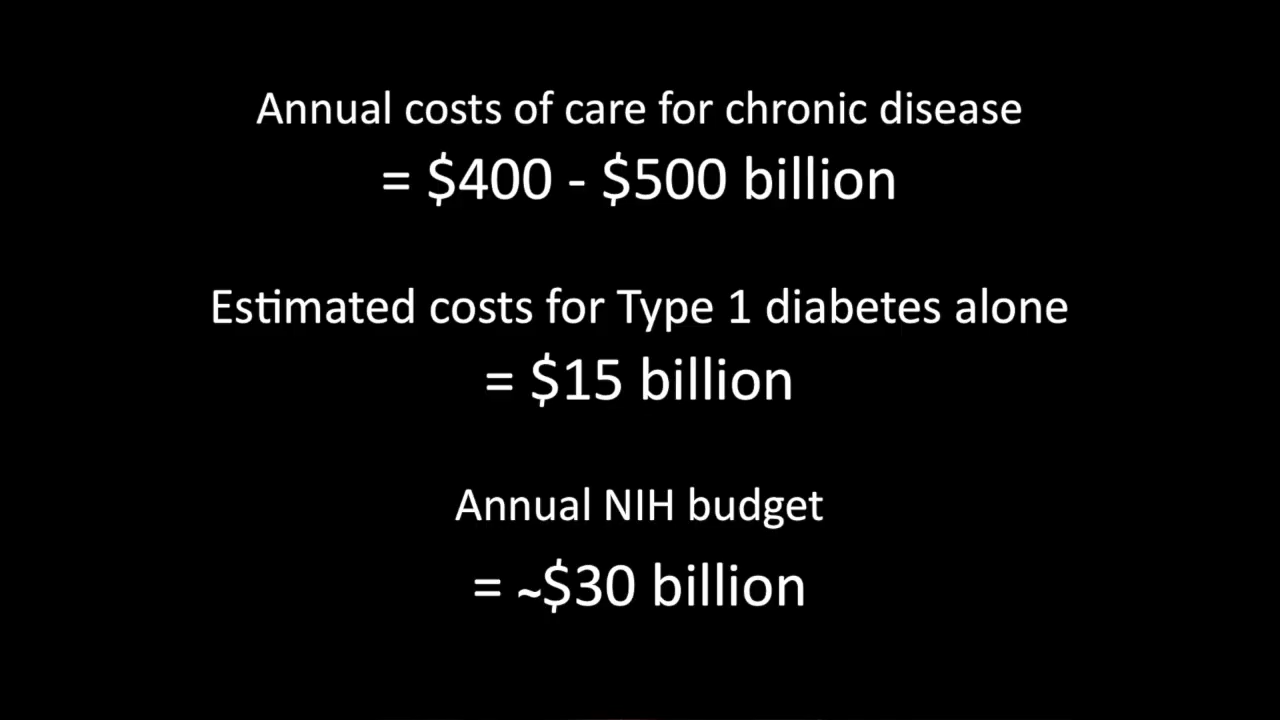 Annual costs of care for chronic disease
= $400 - $500 billion
Estimated costs for Type 1 diabetes alone
= $15 billion
Annual NIH budget
= ~$30 billion